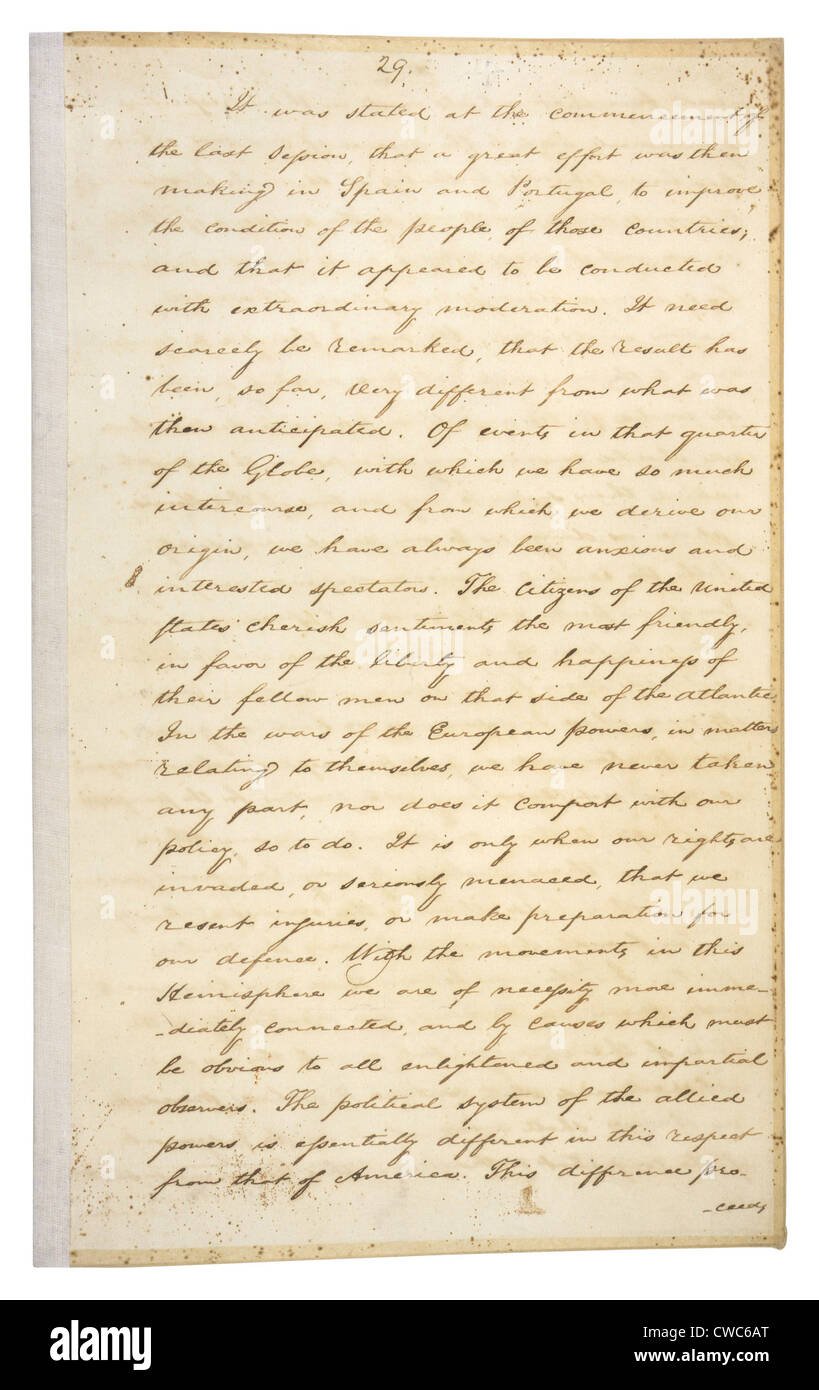 29.
It was stated at the commencement of
the last session, that a great effort was then
making in Spain and Portugal, to improve
the condition of the people, of those countries;
and that it appeared to be conducted
with extraordinary moderation. It need
scarcely be remarked, that the result has
been, so far, very different from what was
then anticipated. Of events in that quarter
of the Globe, with which we have so much
intercourse, and from which we derive our
origin, we have always been anxious and
interested spectators. The Citizens of the United
States cherish sentiments the most friendly,
in favor of the liberty and happiness of
their fellow men on that side of the Atlantic.
In the wars of the European powers, in matters
relating to themselves, we have never taken
any part, nor does it comport with our
policy, so to do. It is only when our rights are
invaded, or seriously menaced, that we
resent injuries, or make preparation for
our defence. With the movements in this
Hemisphere we are of necessity more imme-
-diately connected, and by causes which must
be obvious to all enlightened and impartial
observers. The political system of the allied
powers is essentially different in this respect
from that of America. This difference pro-
-ceeds
alamy
Image ID: CWC6AT
www.alamy.com